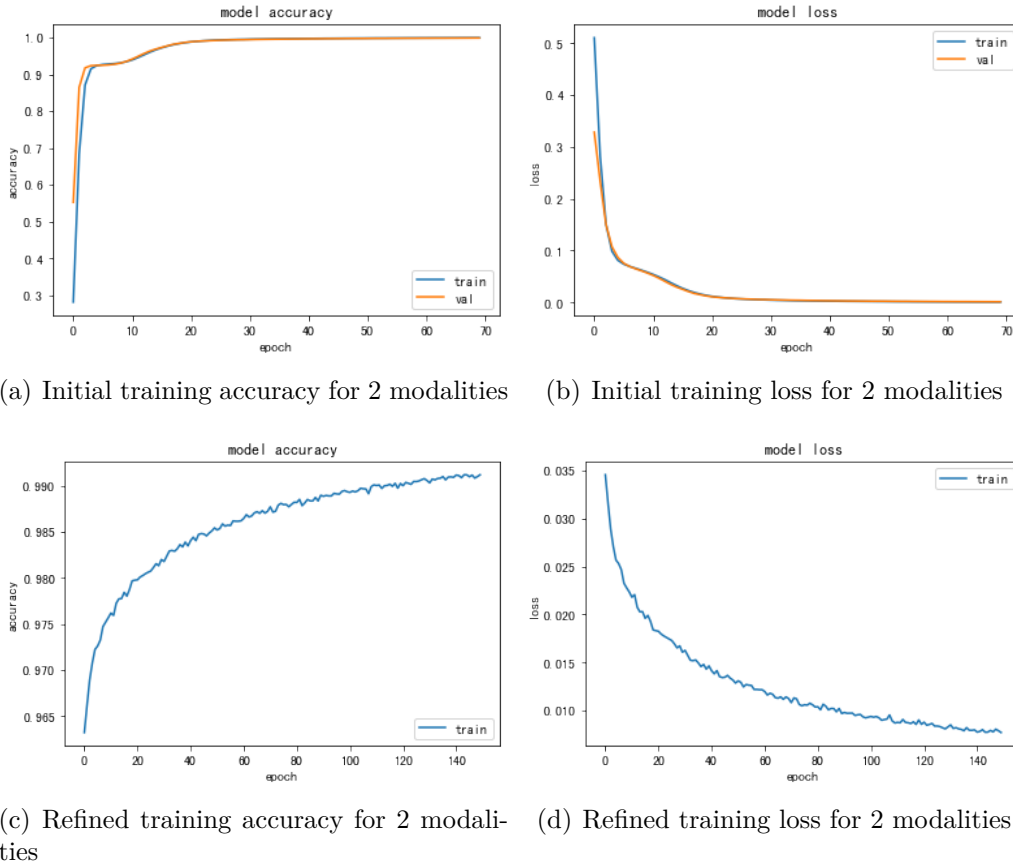 model accuracy
1.0
0.9
0.8
0.7
0.6
0.5
0.4
0.3
accuracy
train
val
0 10 20 30 40 50 60 70
epoch
model loss
0.5
0.4
0.3
0.2
0.1
0.0
loss
train
val
0 10 20 30 40 50 60 70
epoch
(a) Initial training accuracy for 2 modalities
(b) Initial training loss for 2 modalities
model accuracy
0.990
0.985
0.980
0.975
0.970
0.965
accuracy
train
0 20 40 60 80 100 120 140
epoch
model loss
0.035
0.030
0.025
0.020
0.015
0.010
loss
train
0 20 40 60 80 100 120 140
epoch
(c) Refined training accuracy for 2 modali-
ties
(d) Refined training loss for 2 modalities